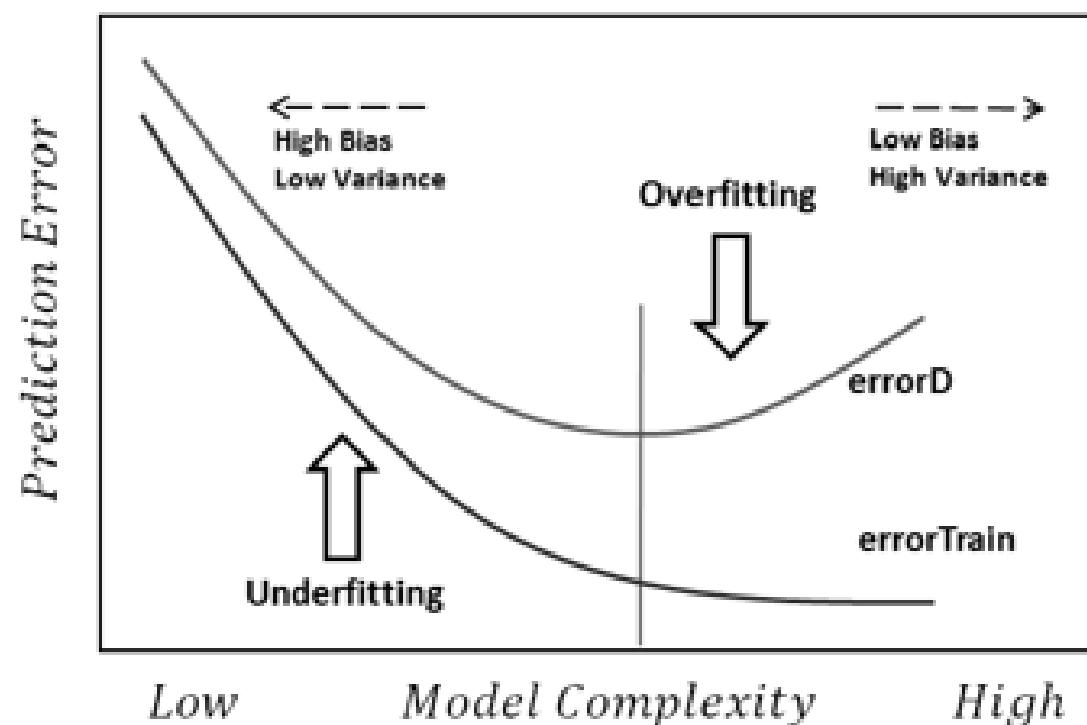 Prediction Error
High Bias
Low Variance
Low Bias
High Variance
Overfitting
errorD
errorTrain
Underfitting
Low
Model Complexity
High